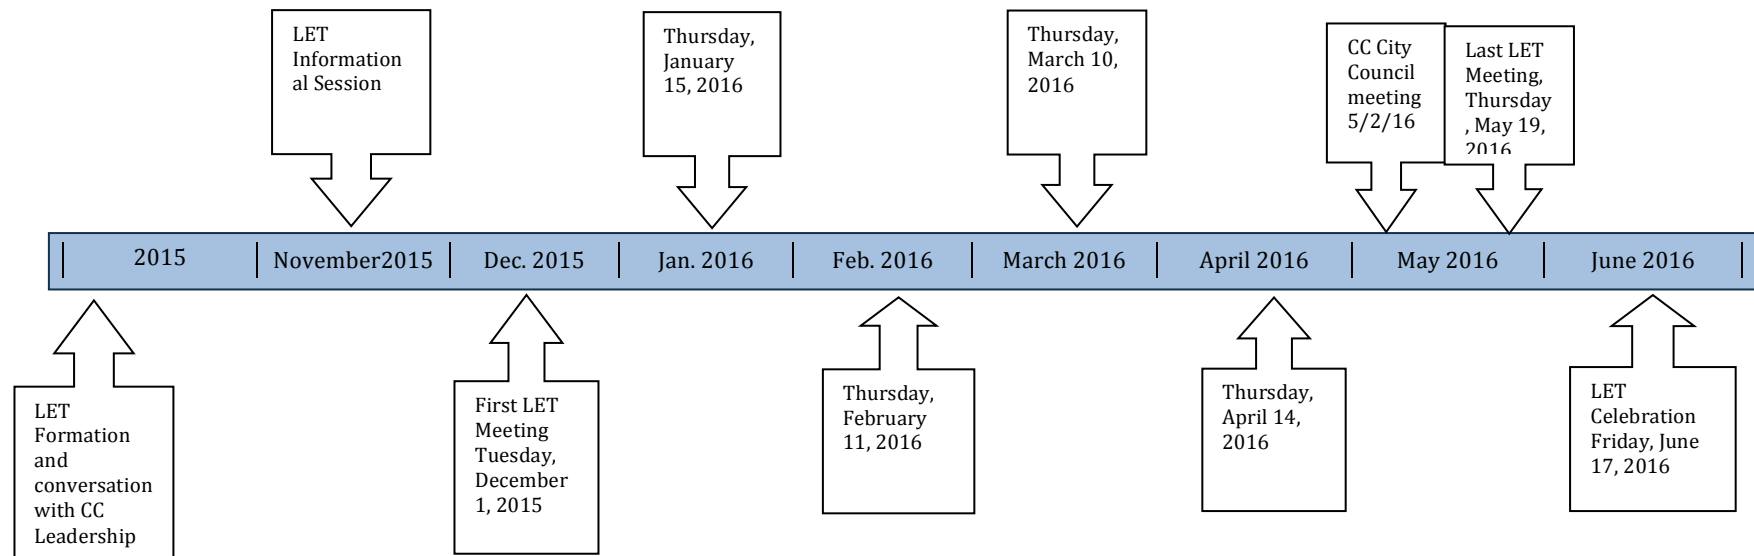 LET
Information
al Session
Thursday,
January
15, 2016
Thursday,
March 10,
2016
CC City
Council
meeting
5/2/16
Last LET
Meeting,
Thursday
, May 19,
2016
2015
November2015
Dec. 2015
Jan. 2016
Feb. 2016
March 2016
April 2016
May 2016
June 2016
LET
Formation
and
conversation
with CC
Leadership
First LET
Meeting
Tuesday,
December
1, 2015
Thursday,
February
11, 2016
Thursday,
April 14,
2016
LET
Celebration
Friday, June
17, 2016